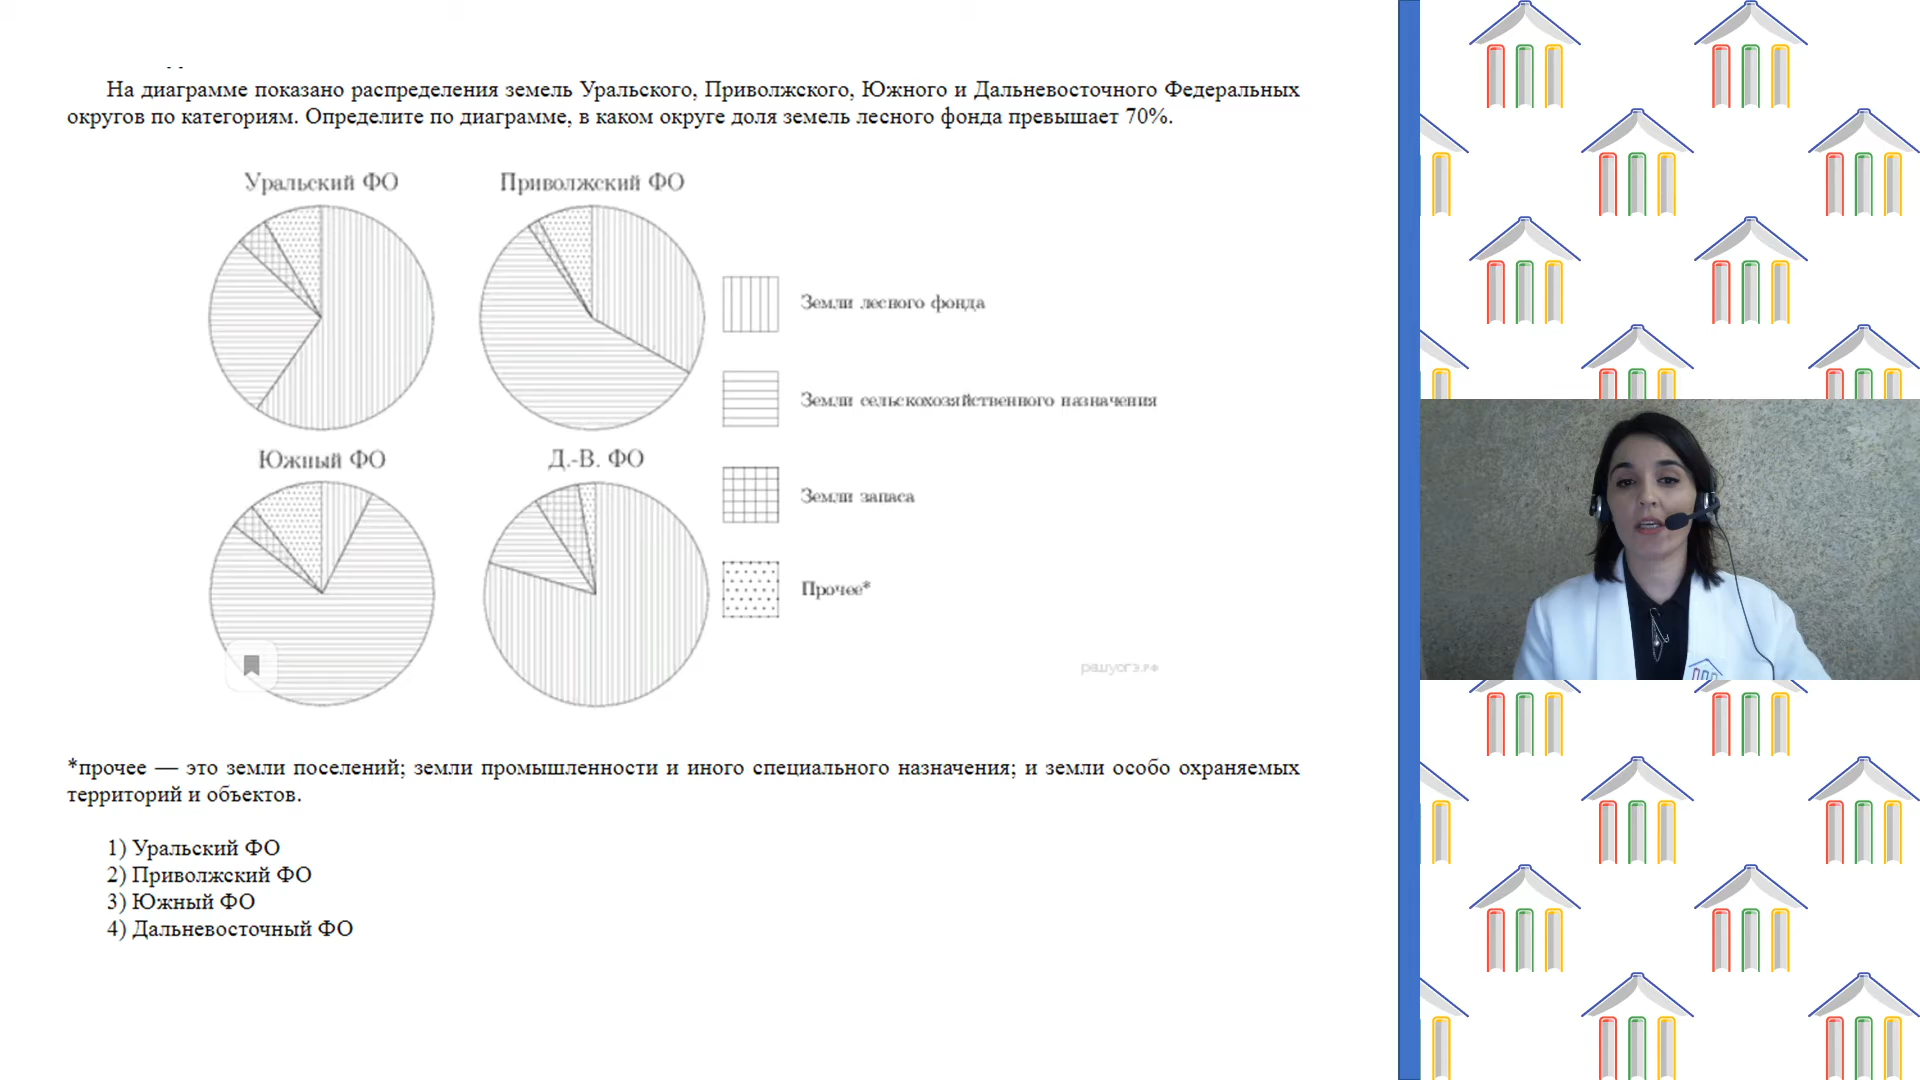 На диаграмме показано распределения земель Уральского, Приволжского, Южного и Дальневосточного Федеральных
округов по категориям. Определите по диаграмме, в каком округе доля земель лесного фонда превышает 70%.
Уральский ФО
Приволжский ФО
Земли лесного фонда
Земли сельскохозяйственного назначения
Южный ФО
Д.-В. ФО
Земли запаса
Прочее*
решуогэ.рф
*прочее — это земли поселений; земли промышленности и иного специального назначения; и земли особо охраняемых
территорий и объектов.
1) Уральский ФО
2) Приволжский ФО
3) Южный ФО
4) Дальневосточный ФО